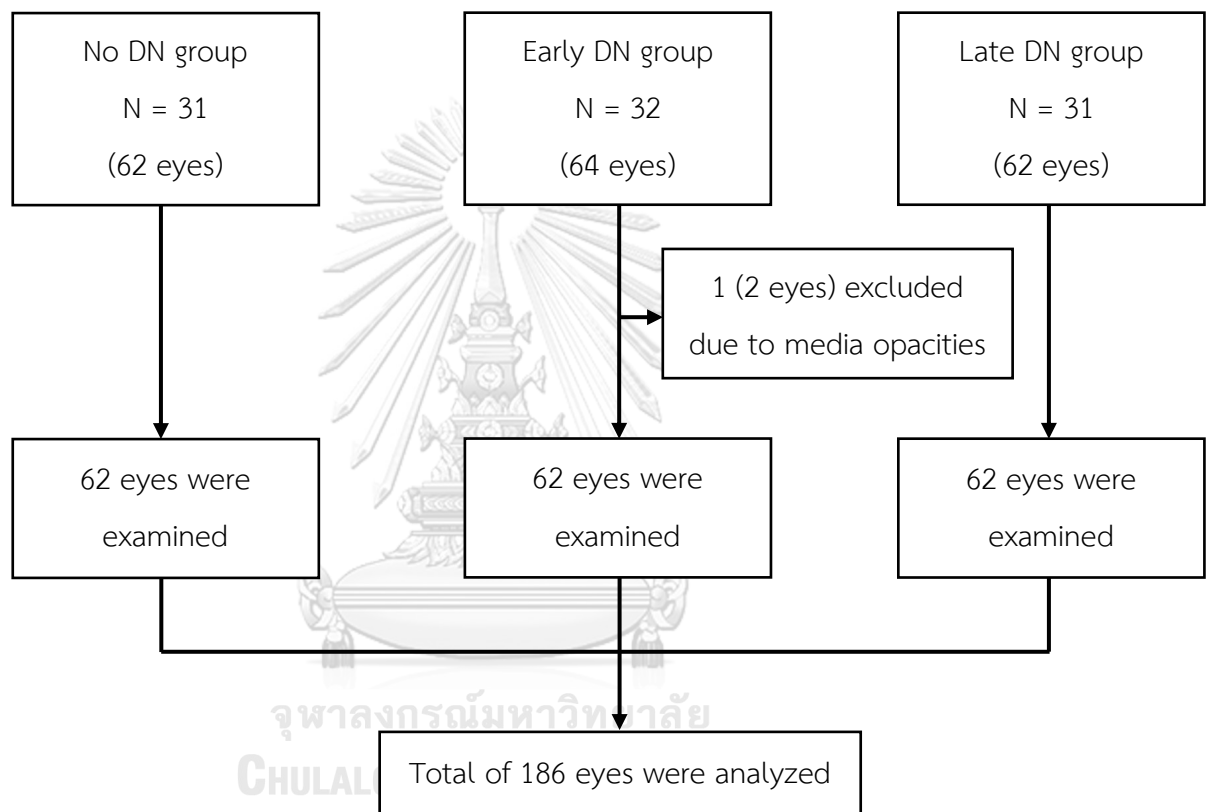 No DN group
N = 31
(62 eyes)
Early DN group
N = 32
(64 eyes)
Late DN group
N = 31
(62 eyes)
1 (2 eyes) excluded
due to media opacities
62 eyes were
examined
62 eyes were
examined
62 eyes were
examined
จุฬาลงกรณ์มหาวิทยาลัย
Total of 186 eyes were analyzed